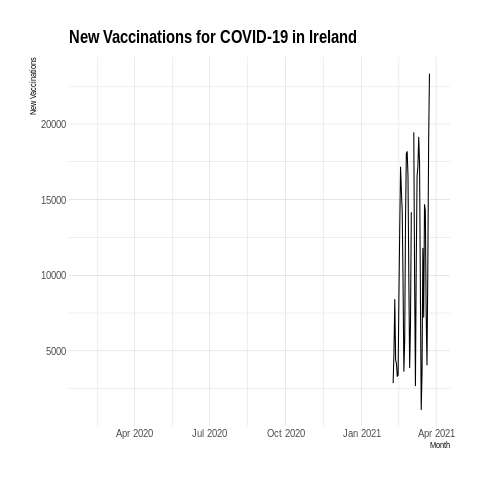 New Vaccinations for COVID-19 in Ireland
New Vaccinations
20000
15000
10000
5000
Apr 2020 Jul 2020 Oct 2020 Jan 2021 Apr 2021
Month